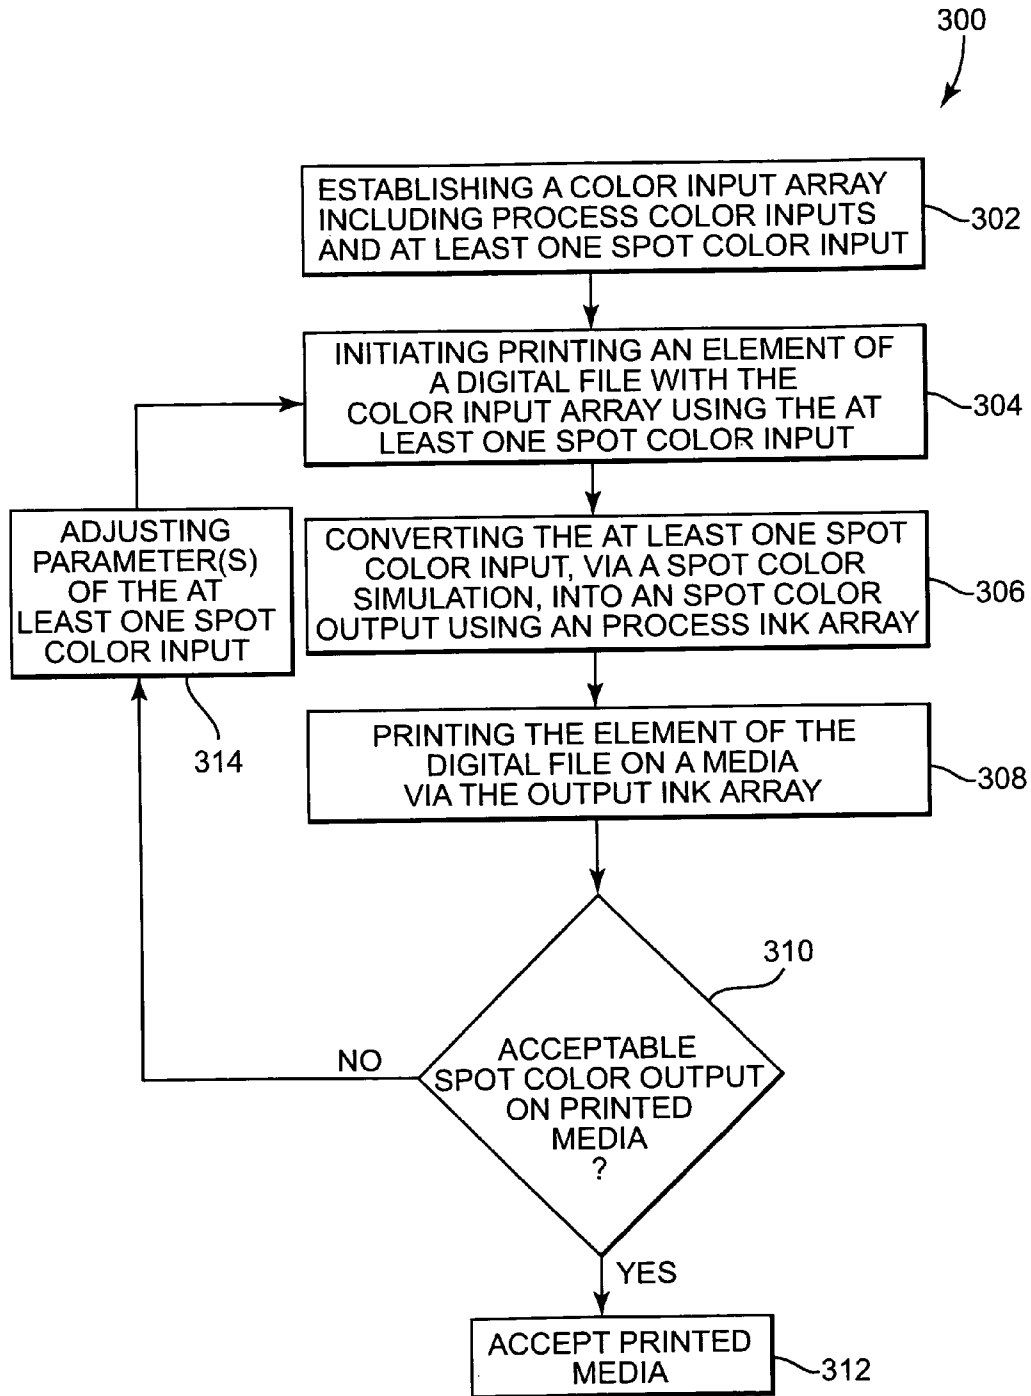 300
ESTABLISHING A COLOR INPUT ARRAY
INCLUDING PROCESS COLOR INPUTS
AND AT LEAST ONE SPOT COLOR INPUT
302
INITIATING PRINTING AN ELEMENT OF
A DIGITAL FILE WITH THE
COLOR INPUT ARRAY USING THE AT
LEAST ONE SPOT COLOR INPUT
304
CONVERTING THE AT LEAST ONE SPOT
COLOR INPUT, VIA A SPOT COLOR
SIMULATION, INTO AN SPOT COLOR
OUTPUT USING AN PROCESS INK ARRAY
306
ADJUSTING
PARAMETER(S)
OF THE AT
LEAST ONE SPOT
COLOR INPUT
314
PRINTING THE ELEMENT OF THE
DIGITAL FILE ON A MEDIA
VIA THE OUTPUT INK ARRAY
308
310
ACCEPTABLE
SPOT COLOR OUTPUT
ON PRINTED
MEDIA
?
NO
YES
ACCEPT PRINTED
MEDIA
312